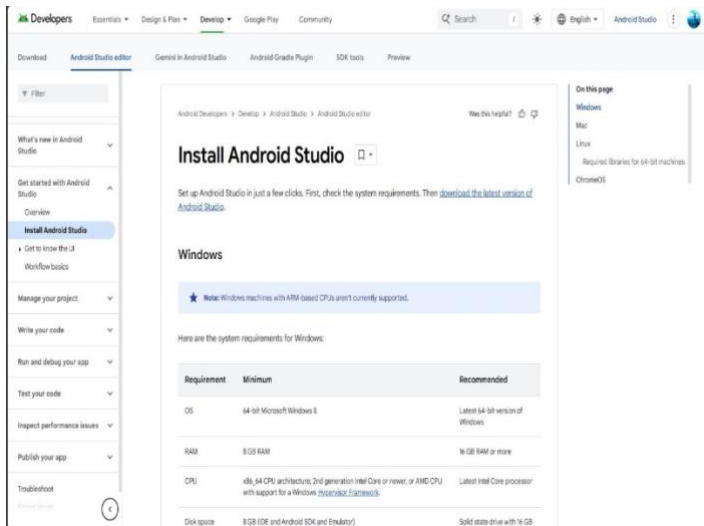 Developers Essentials Design & Plan Develop Google Play Community Search / English Android Studio
Download Android Studio editor Gemini in Android Studio Android Gradle Plugin SDK tools Preview
Filter
What's new in Android
Studio
Get started with Android
Studio
Overview
Install Android Studio
Get to know the UI
Workflow basics
Manage your project
Write your code
Run and debug your app
Test your code
Inspect performance issues
Publish your app
Troubleshoot
Android Developers > Develop > Android Studio > Android Studio editor
Was this helpful?
Install Android Studio
Set up Android Studio in just a few clicks. First, check the system requirements. Then download the latest version of
Android Studio.
Windows
Note: Windows machines with ARM-based CPUs aren't currently supported.
Here are the system requirements for Windows:
Requirement Minimum Recommended
OS 64-bit Microsoft Windows 8 Latest 64-bit version of
Windows
RAM 8 GB RAM 16 GB RAM or more
CPU x86_64 CPU architecture; 2nd generation Intel Core or newer, or AMD CPU Latest Intel Core processor
with support for a Windows Hypervisor Framework.
Disk space 8 GB (IDE and Android SDK and Emulator) Solid state drive with 16 GB
On this page
Windows
Mac
Linux
Required libraries for 64-bit machines
ChromeOS